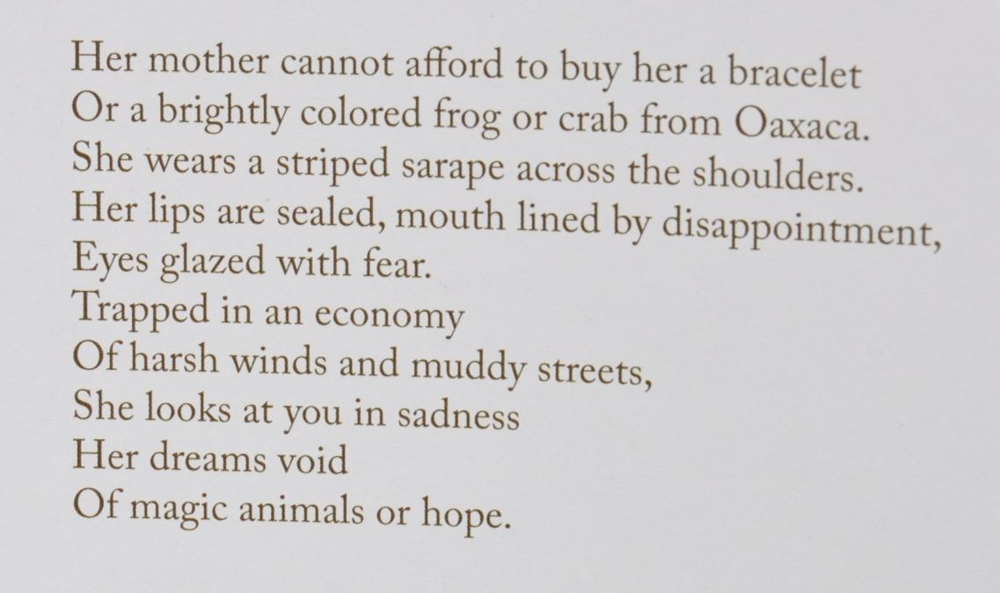 Her mother cannot afford to buy her a bracelet
Or a brightly colored frog or crab from Oaxaca.
She wears a striped sarape across the shoulders.
Her lips are sealed, mouth lined by disappointment,
Eyes glazed with fear.
Trapped in an economy
Of harsh winds and muddy streets,
She looks at you in sadness
Her dreams void
Of magic animals or hope.